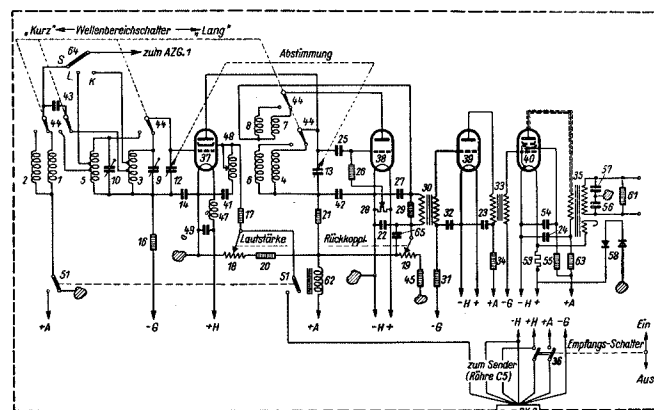 „Kurz" Wellenbereichschalter „Lang"
64
zum AZG.1
S
L
K
Abstimmung
43
44
44
44
44
2
1
5
10
3
9
12
37
48
8
7
6
4
13
25
26
38
39
40
14
41
47
49
17
42
21
28
22
27
29
65
30
32
23
33
34
35
54
24
53
55
63
57
56
61
58
16
51
Lautstärke
18
20
51
62
Rückkoppl.
19
45
31
+A
-G
+H
+A
-H +
-G
-H +
+A
-G
-H +
+A
-H
+H
+A
-G
zum Sender
(Röhre C5)
36
Empfangs-Schalter
Ein
Aus